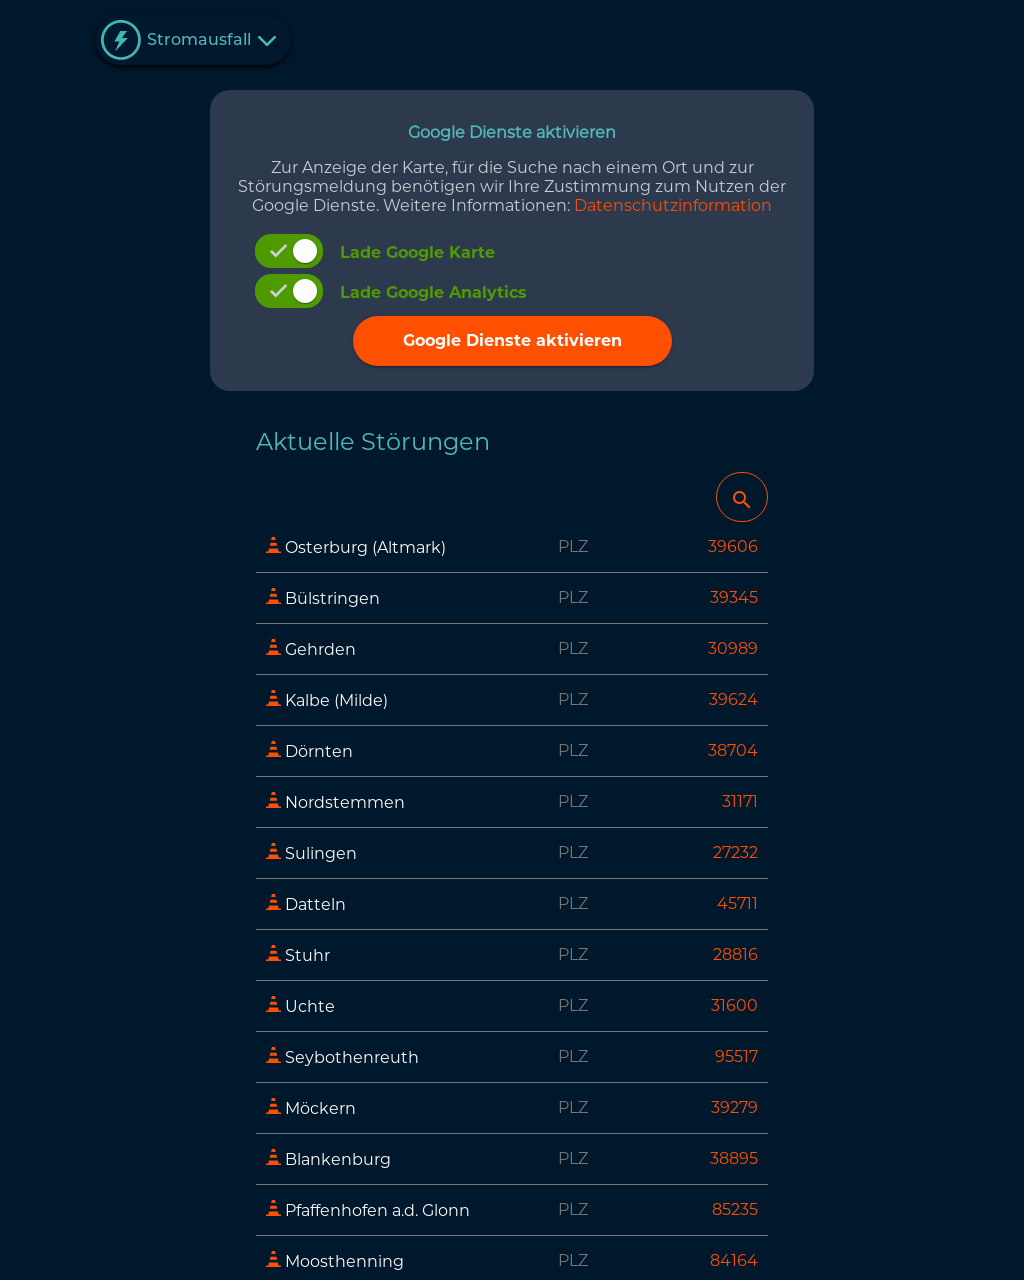 Stromausfall
Google Dienste aktivieren
Zur Anzeige der Karte, für die Suche nach einem Ort und zur
Störungsmeldung benötigen wir Ihre Zustimmung zum Nutzen der
Google Dienste. Weitere Informationen: Datenschutzinformation
Lade Google Karte
Lade Google Analytics
Google Dienste aktivieren
Aktuelle Störungen
Osterburg (Altmark) PLZ 39606
Bülstringen PLZ 39345
Gehrden PLZ 30989
Kalbe (Milde) PLZ 39624
Dörnten PLZ 38704
Nordstemmen PLZ 31171
Sulingen PLZ 27232
Datteln PLZ 45711
Stuhr PLZ 28816
Uchte PLZ 31600
Seybothenreuth PLZ 95517
Möckern PLZ 39279
Blankenburg PLZ 38895
Pfaffenhofen a.d. Glonn PLZ 85235
Moosthenning PLZ 84164